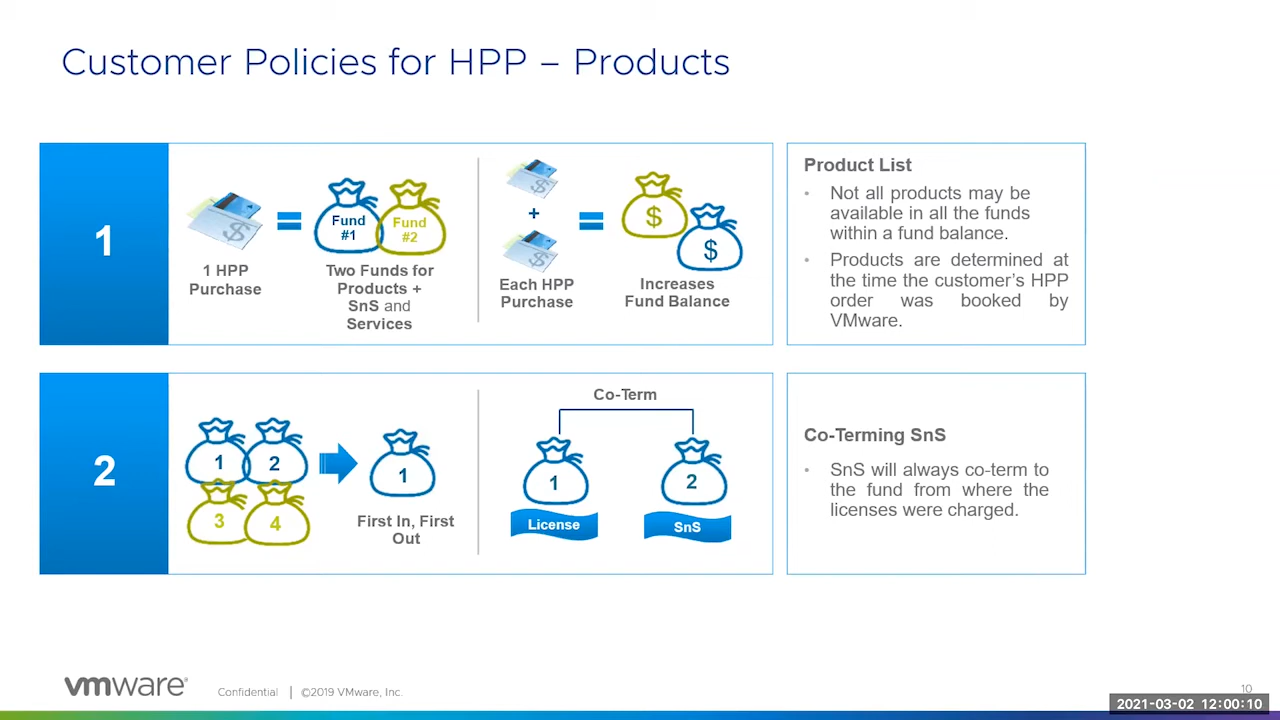 Customer Policies for HPP – Products
1
1 HPP
Purchase
Fund
#1
Fund
#2
Two Funds for
Products +
SnS and
Services
+
Each HPP
Purchase
$
$
Increases
Fund Balance
Product List
• Not all products may be
available in all the funds
within a fund balance.
• Products are determined at
the time the customer’s HPP
order was booked by
VMware.
2
1
2
3
4
1
First In, First
Out
Co-Term
1
License
2
SnS
Co-Terming SnS
• SnS will always co-term to
the fund from where the
licenses were charged.
vmware®
Confidential | ©2019 VMware, Inc.
10
2021-03-02 12:00:10